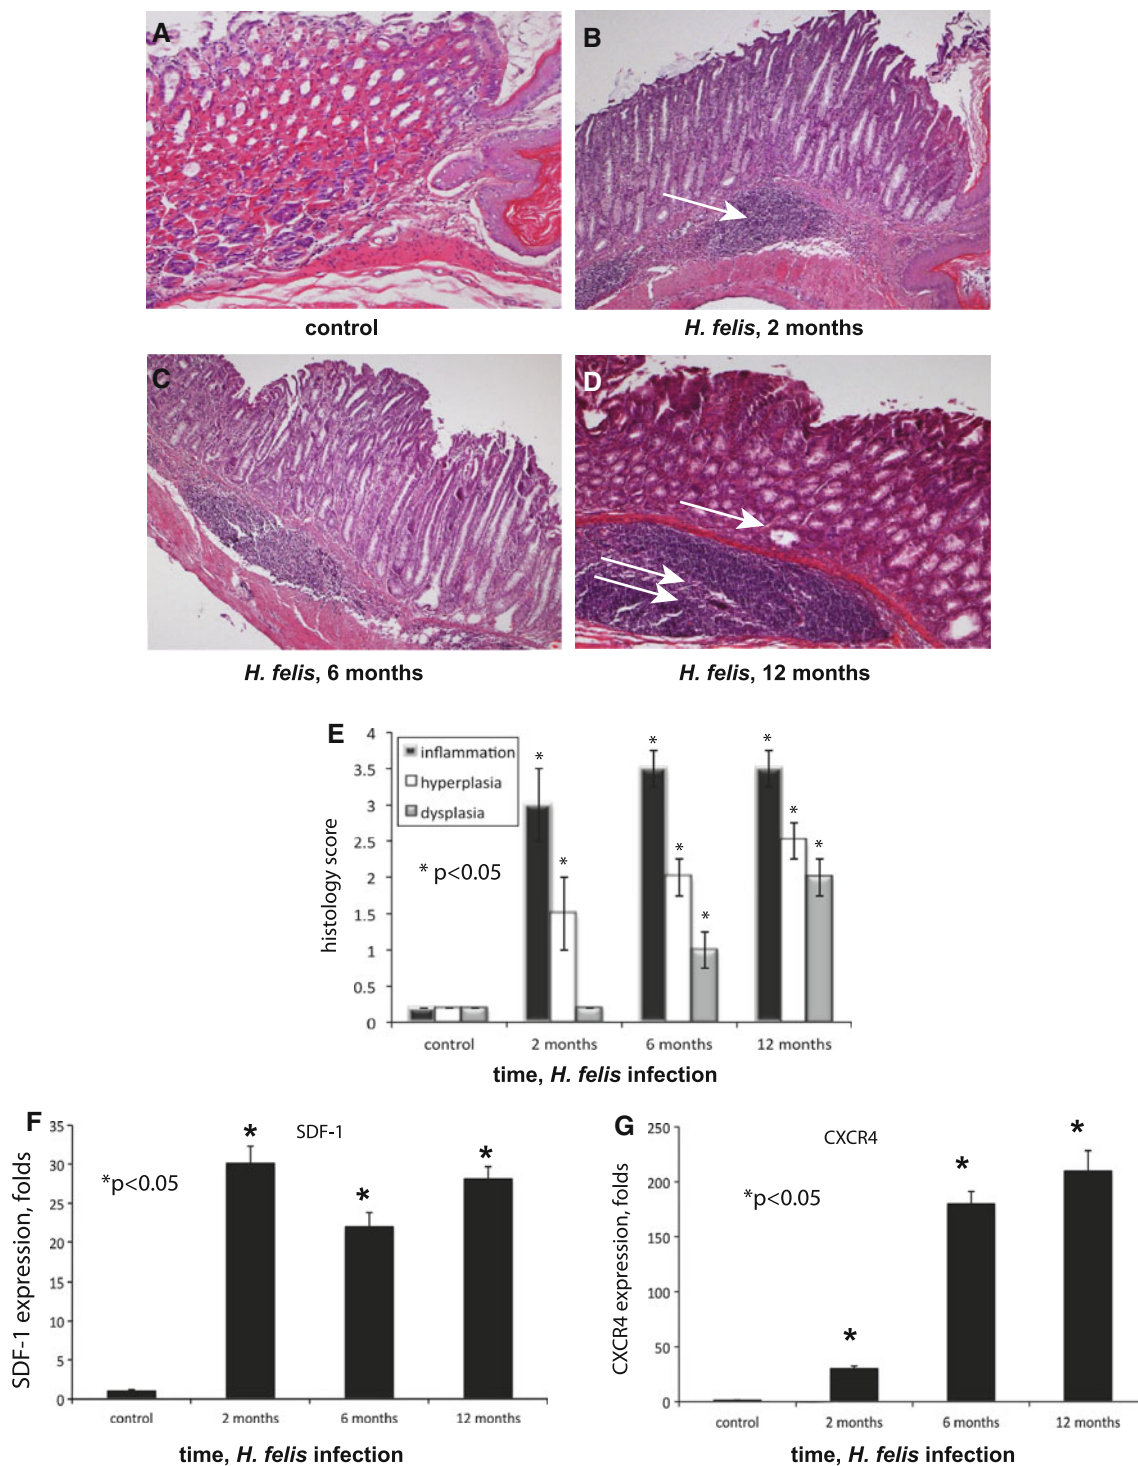 A
B
control
H. felis, 2 months
C
D
H. felis, 6 months
H. felis, 12 months
E
histology score
4
3.5
3
2.5
2
1.5
1
0.5
0
inflammation
hyperplasia
dysplasia
* p<0.05
*
*
*
*
*
*
*
*
control
2 months
6 months
12 months
time, H. felis infection
F
SDF-1
SDF-1 expression, folds
35
30
25
20
15
10
5
0
*p<0.05
*
*
*
control
2 months
6 months
12 months
time, H. felis infection
G
CXCR4
CXCR4 expression, folds
250
200
150
100
50
0
*p<0.05
*
*
*
control
2 months
6 months
12 months
time, H. felis infection